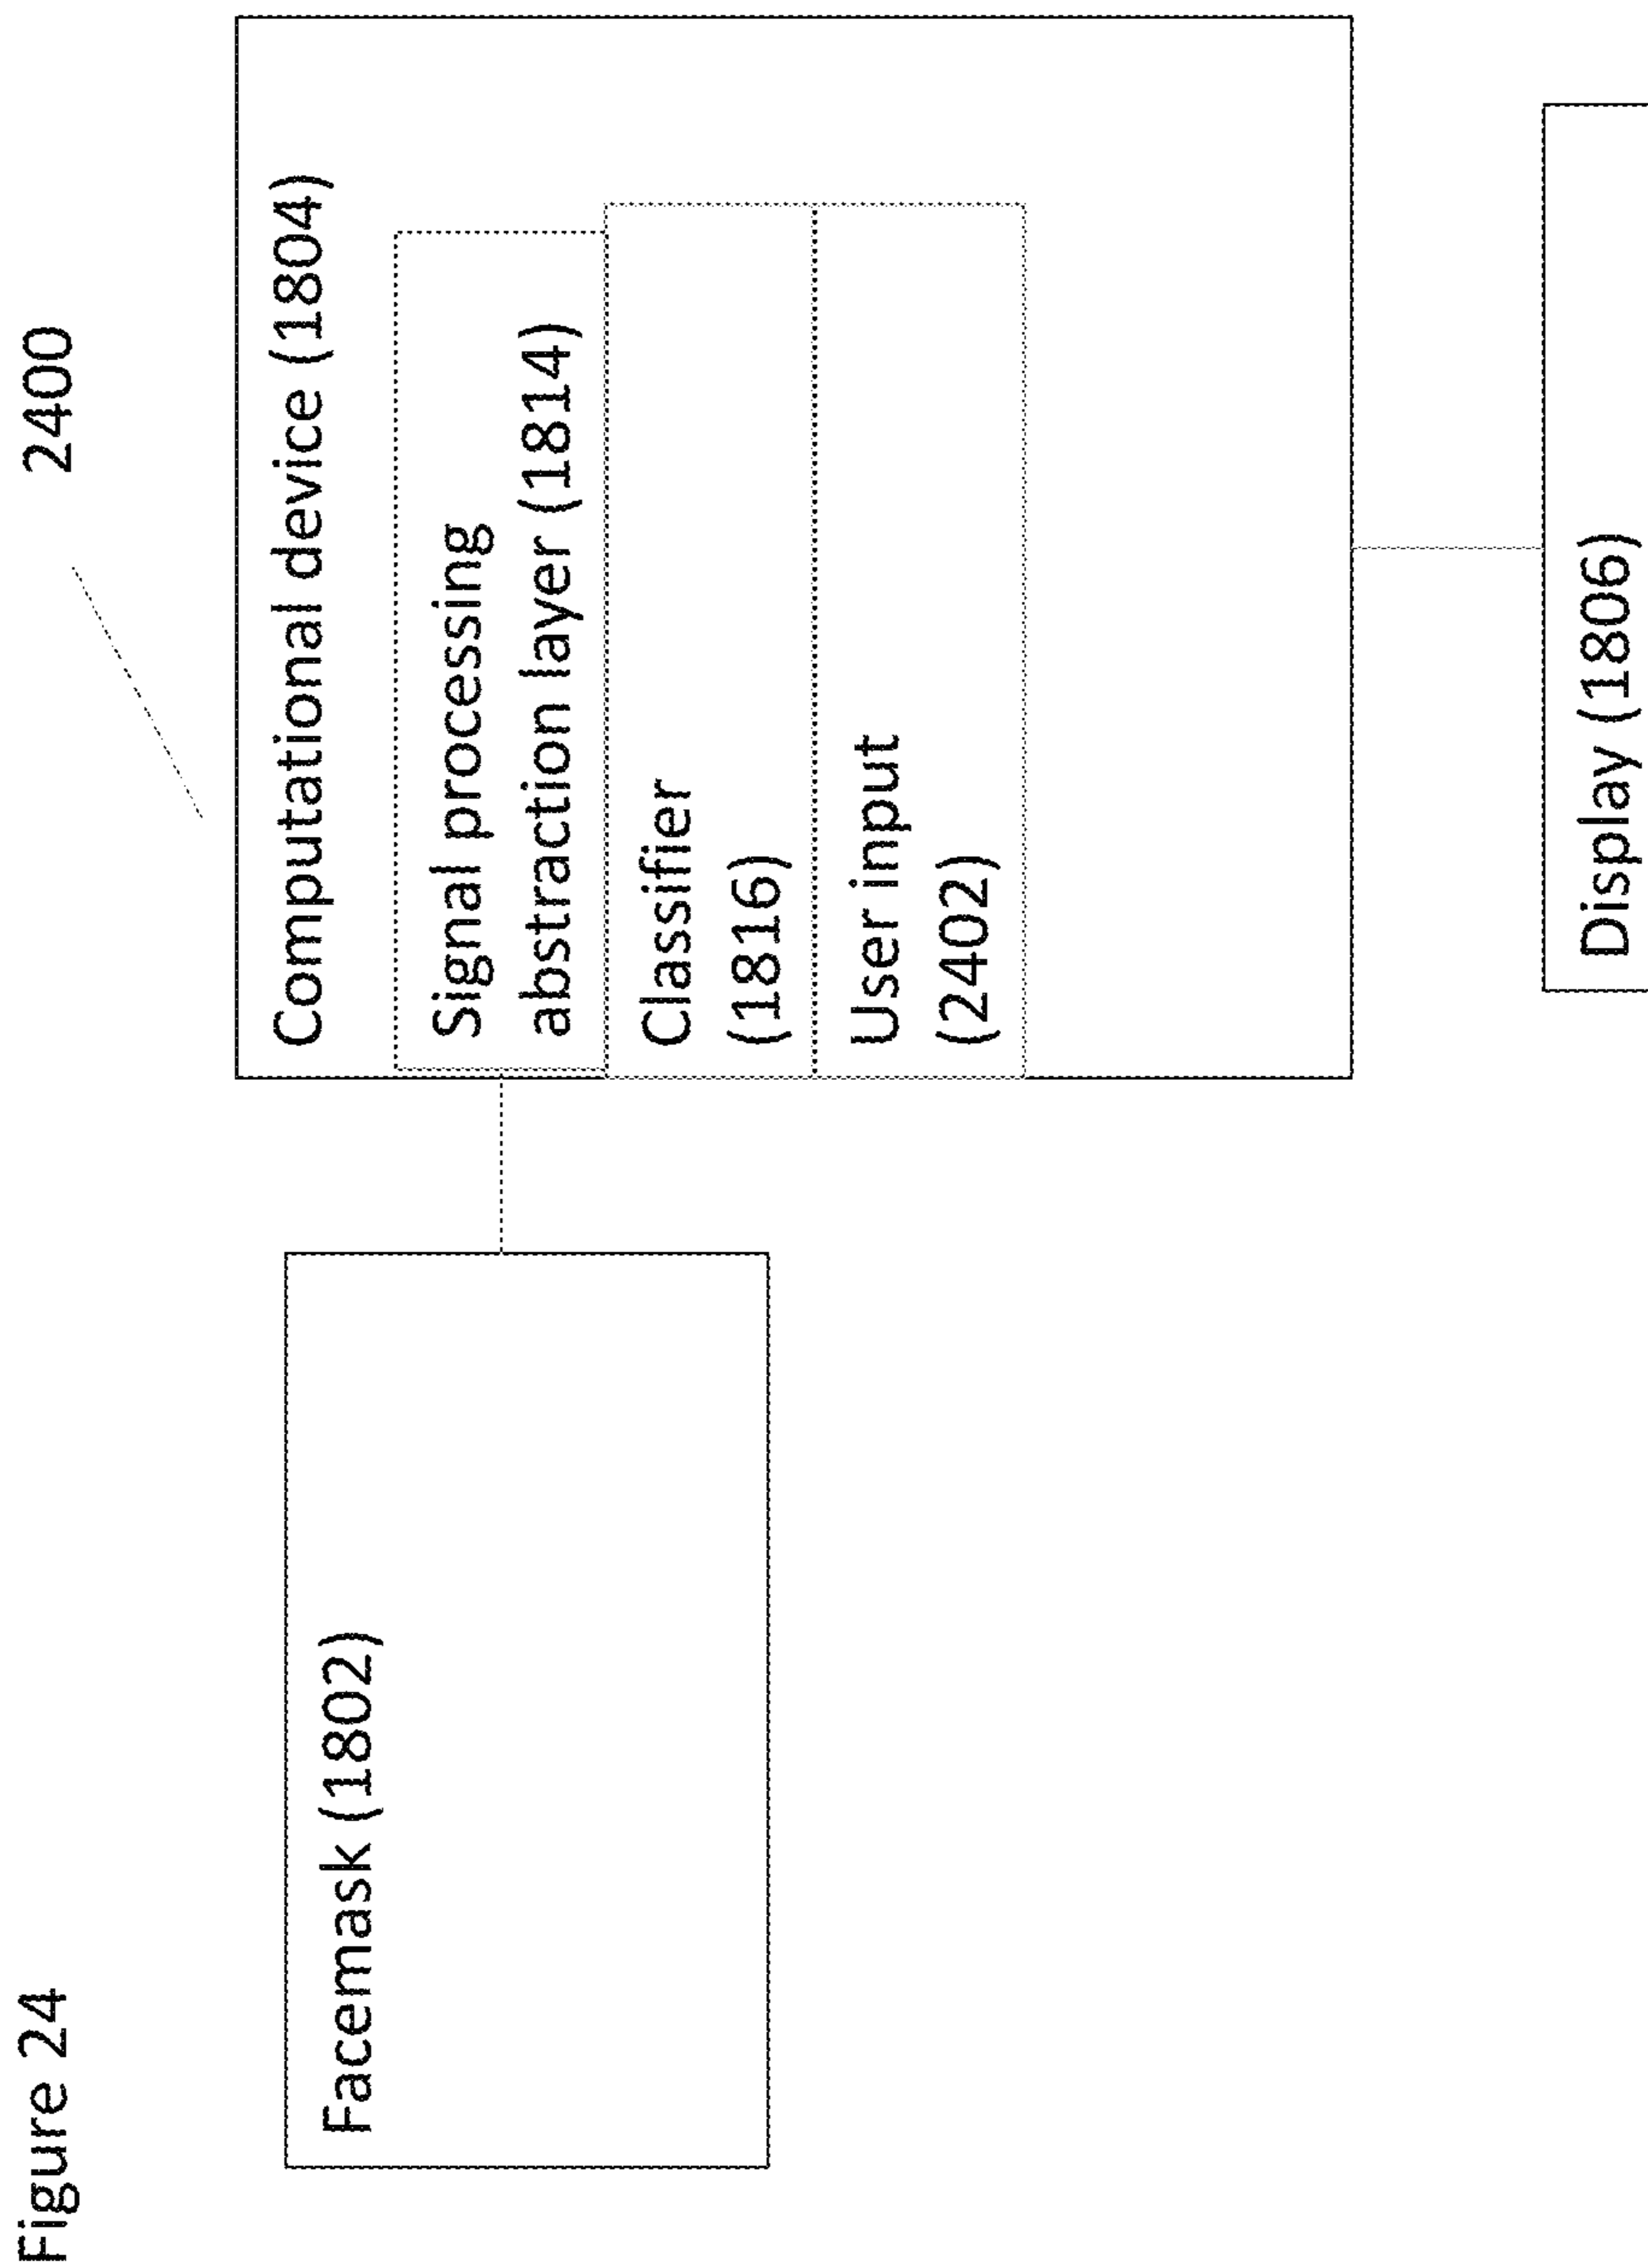 Figure 24
2400
Facemask (1802)
Computational device (1804)
Signal processing
abstraction layer (1814)
Classifier
(1816)
User input
(2402)
Display (1806)